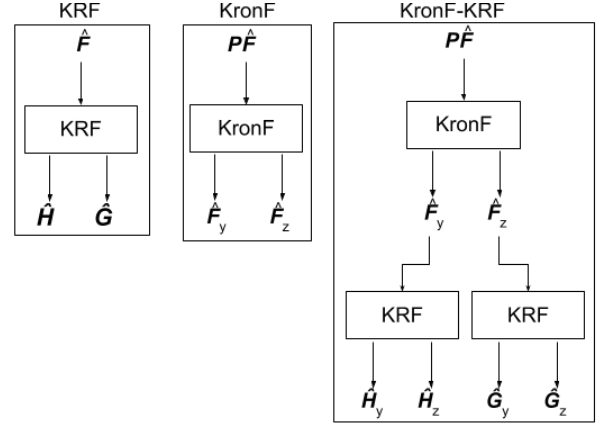 KRF
F̂
KRF
Ĥ Ĝ
KronF
PF̂
KronF
F̂y F̂z
KronF-KRF
PF̂
KronF
F̂y F̂z
KRF KRF
Ĥy Ĥz Ĝy Ĝz